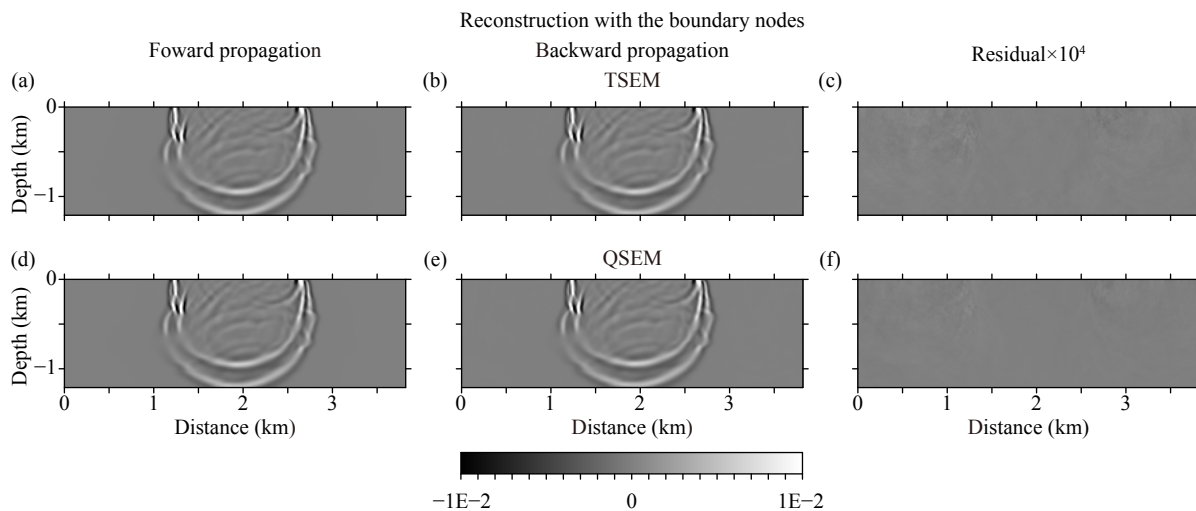 Reconstruction with the boundary nodes
Foward propagation
Backward propagation
Residual×10⁴
(a)
(b)
TSEM
(c)
0
Depth (km)
−1
(d)
(e)
QSEM
(f)
0
Depth (km)
−1
0 1 2 3
0 1 2 3
0 1 2 3
Distance (km)
Distance (km)
Distance (km)
−1E−2 0 1E−2